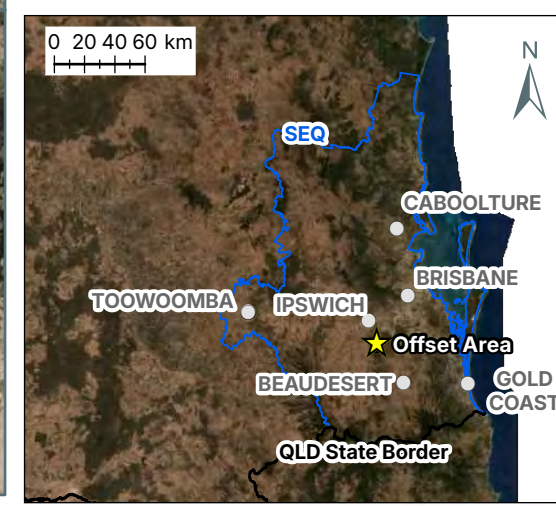 0 20 40 60 km
N
SEQ
CABOOLTURE
BRISBANE
TOOWOOMBA
IPSWICH
Offset Area
BEAUDESERT
GOLD
COAST
QLD State Border